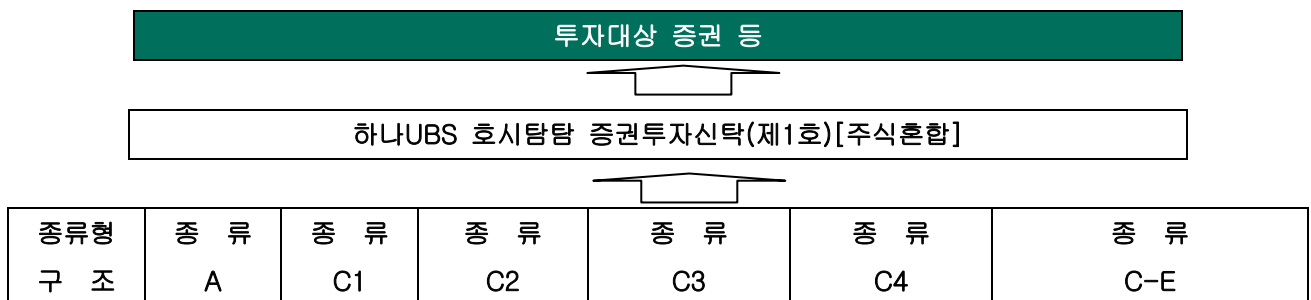 투자대상 증권 등
하나UBS 호시탐탐 증권투자신탁(제1호)[주식혼합]
종류형 종 류 종 류 종 류 종 류 종 류 종 류
구 조 A C1 C2 C3 C4 C-E